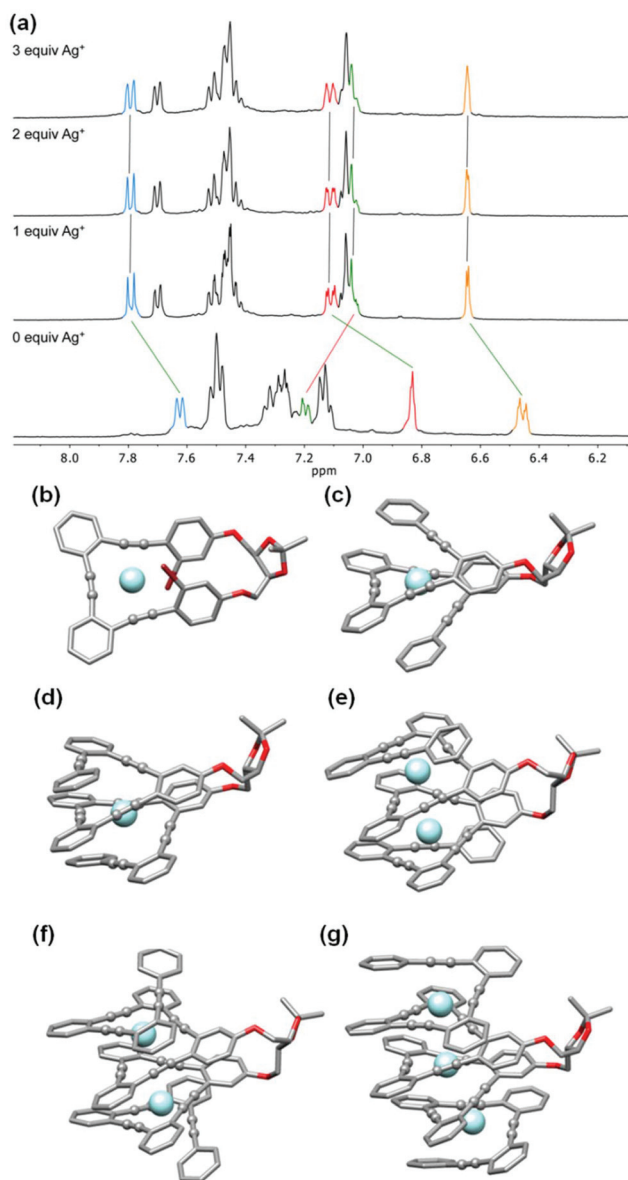 (a)
3 equiv Ag⁺
2 equiv Ag⁺
1 equiv Ag⁺
0 equiv Ag⁺
8.0 7.8 7.6 7.4 7.2 7.0 6.8 6.6 6.4 6.2
ppm
(b) (c)
(d) (e)
(f) (g)